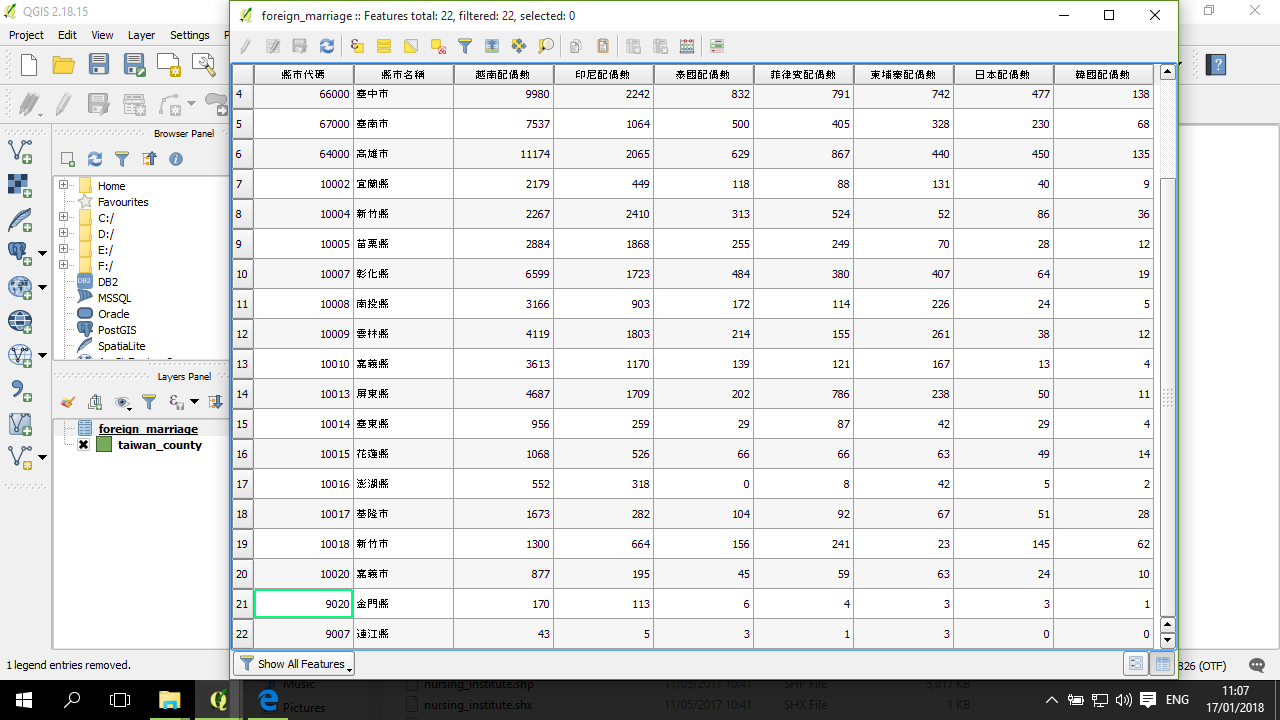 QGIS 2.18.15
foreign_marriage :: Features total: 22, filtered: 22, selected: 0
Project Edit View Layer Settings
縣市代碼 縣市名稱 越南配偶數 印尼配偶數 泰國配偶數 菲律賓配偶數 柬埔寨配偶數 日本配偶數 韓國配偶數
4 66000 臺中市 9980 2242 832 791 742 477 138
5 67000 臺南市 7537 1064 500 405 328 230 68
6 64000 高雄市 11174 2065 629 867 440 450 135
7 10002 宜蘭縣 2179 449 118 88 131 40 9
8 10004 新竹縣 2267 2410 313 524 52 86 36
9 10005 苗栗縣 2884 1868 255 249 70 28 12
10 10007 彰化縣 6599 1723 484 380 407 64 19
11 10008 南投縣 3166 903 172 114 226 24 5
12 10009 雲林縣 4119 1803 214 155 261 38 12
13 10010 嘉義縣 3613 1170 139 121 167 13 4
14 10013 屏東縣 4687 1709 202 786 238 50 11
15 10014 臺東縣 956 259 29 87 42 29 4
16 10015 花蓮縣 1068 526 66 66 63 49 14
17 10016 澎湖縣 552 318 0 8 42 5 2
18 10017 基隆市 1673 282 104 92 67 51 28
19 10018 新竹市 1300 664 156 241 23 145 62
20 10020 嘉義市 877 195 45 59 63 24 10
21 9020 金門縣 170 113 6 4 3 3 1
22 9007 連江縣 43 5 3 1 3 0 0
Show All Features
Browser Panel
Home
Favourites
C:/
D:/
E:/
F:/
DB2
DB2
MSSQL
Oracle
PostGIS
SpatiaLite
Layers Panel
foreign_marriage
taiwan_county
1 legend entries removed.
326 (OTF)
Music
nursing_institute.shp 11/05/2017 10:41 SHP File 5,017 KB
Pictures
nursing_institute.shx 11/05/2017 10:41 SHX File 1 KB
ENG
11:07
17/01/2018